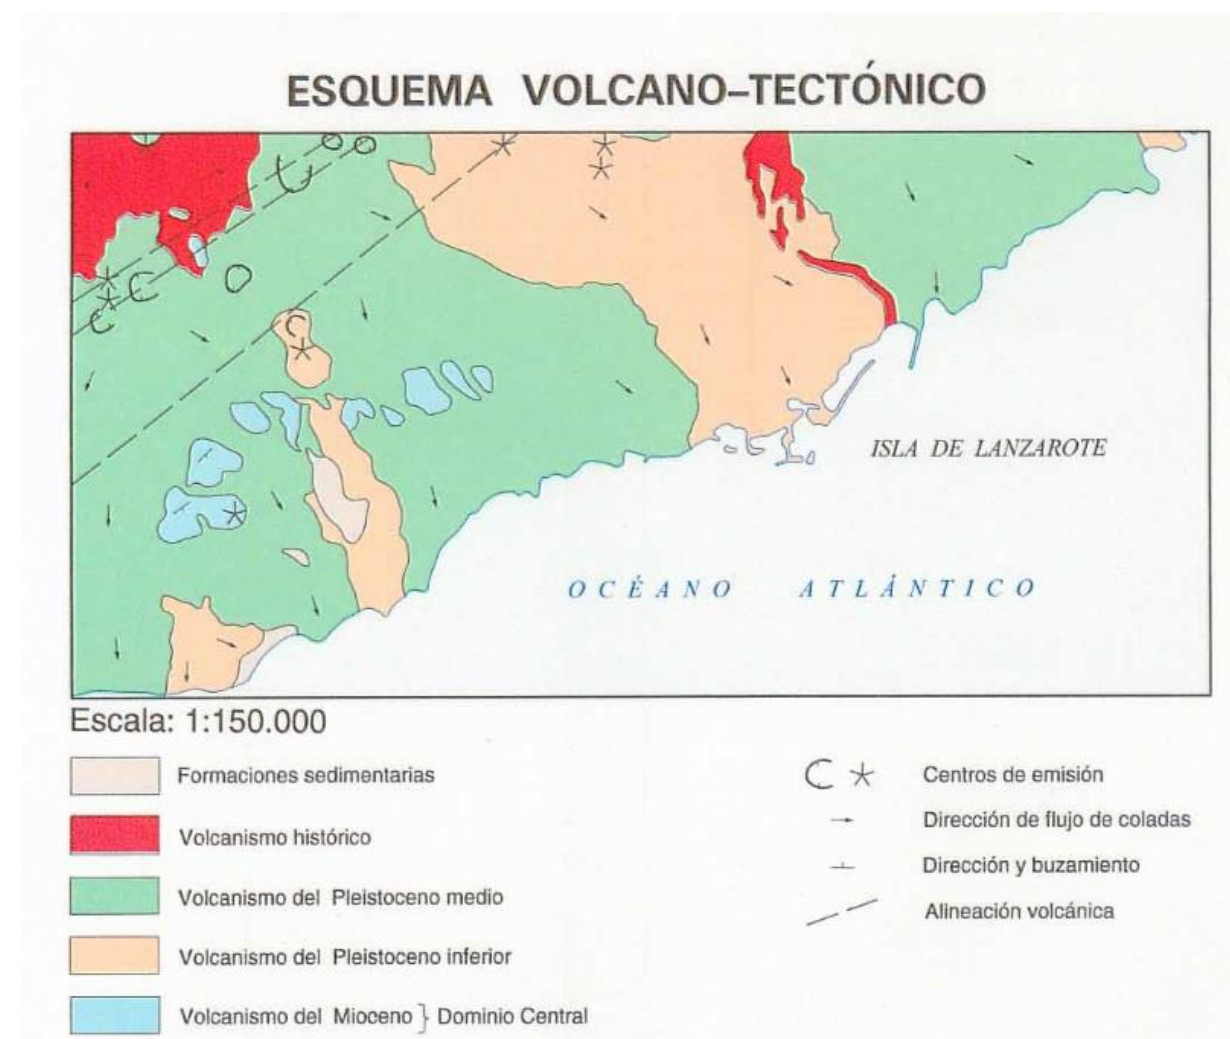 ESQUEMA VOLCANO–TECTÓNICO
ISLA DE LANZAROTE
OCÉANO ATLÁNTICO
Escala: 1:150.000
Formaciones sedimentarias
Volcanismo histórico
Volcanismo del Pleistoceno medio
Volcanismo del Pleistoceno inferior
Volcanismo del Mioceno } Dominio Central
Centros de emisión
Dirección de flujo de coladas
Dirección y buzamiento
Alineación volcánica